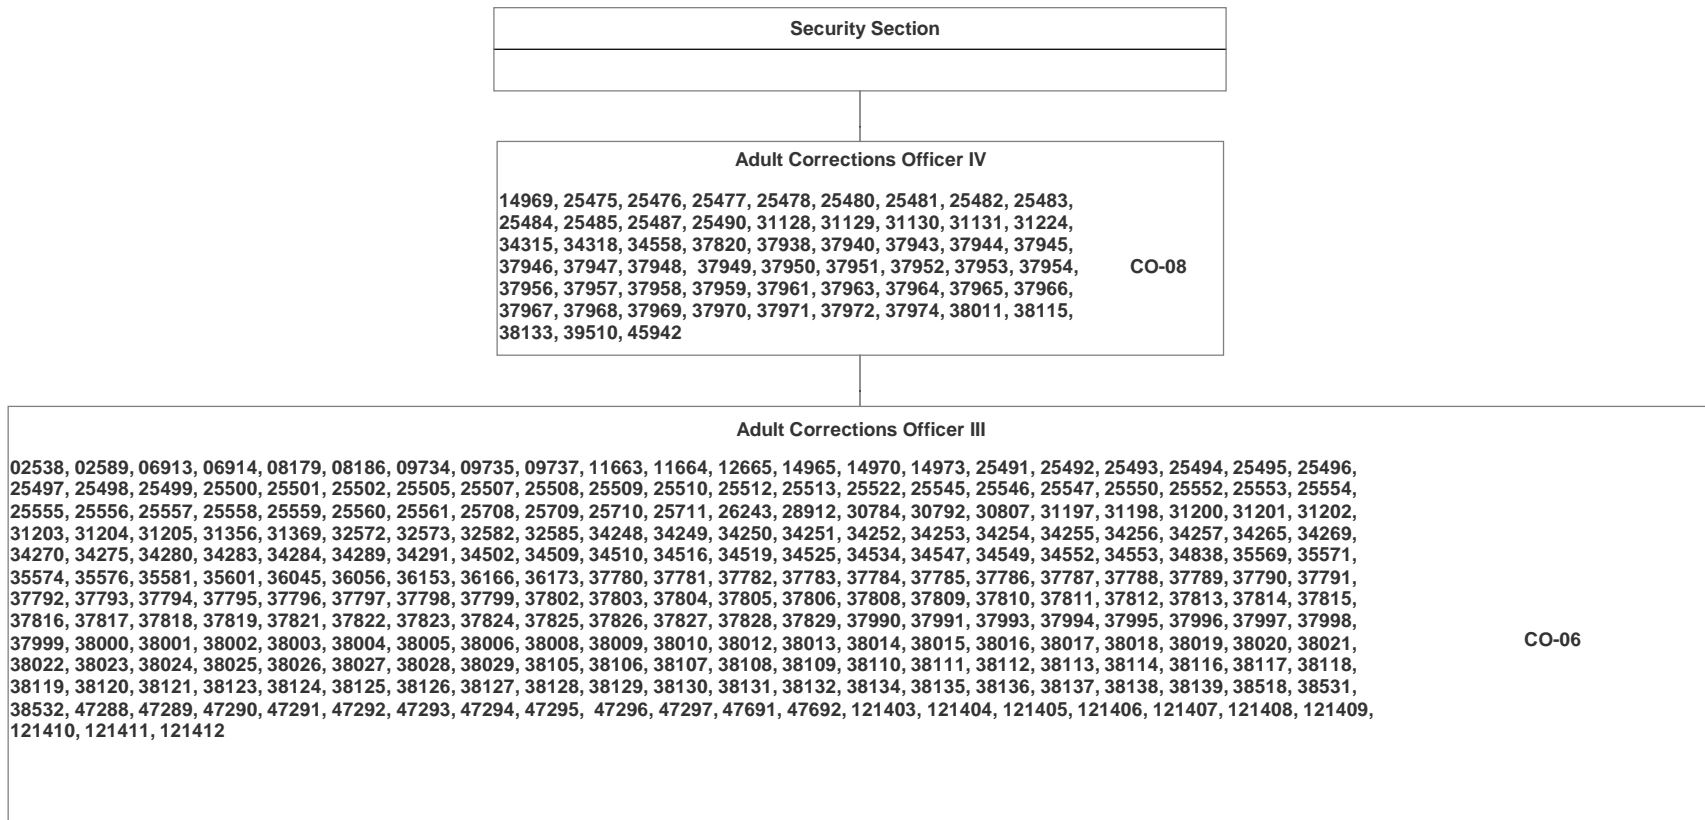 Security Section
Adult Corrections Officer IV
14969, 25475, 25476, 25477, 25478, 25480, 25481, 25482, 25483,
25484, 25485, 25487, 25490, 31128, 31129, 31130, 31131, 31224,
34315, 34318, 34558, 37820, 37938, 37940, 37943, 37944, 37945,
37946, 37947, 37948,  37949, 37950, 37951, 37952, 37953, 37954,
CO-08
37956, 37957, 37958, 37959, 37961, 37963, 37964, 37965, 37966,
37967, 37968, 37969, 37970, 37971, 37972, 37974, 38011, 38115,
38133, 39510, 45942
Adult Corrections Officer III
02538, 02589, 06913, 06914, 08179, 08186, 09734, 09735, 09737, 11663, 11664, 12665, 14965, 14970, 14973, 25491, 25492, 25493, 25494, 25495, 25496,
25497, 25498, 25499, 25500, 25501, 25502, 25505, 25507, 25508, 25509, 25510, 25512, 25513, 25522, 25545, 25546, 25547, 25550, 25552, 25553, 25554,
25555, 25556, 25557, 25558, 25559, 25560, 25561, 25708, 25709, 25710, 25711, 26243, 28912, 30784, 30792, 30807, 31197, 31198, 31200, 31201, 31202,
31203, 31204, 31205, 31356, 31369, 32572, 32573, 32582, 32585, 34248, 34249, 34250, 34251, 34252, 34253, 34254, 34255, 34256, 34257, 34265, 34269,
34270, 34275, 34280, 34283, 34284, 34289, 34291, 34502, 34509, 34510, 34516, 34519, 34525, 34534, 34547, 34549, 34552, 34553, 34838, 35569, 35571,
35574, 35576, 35581, 35601, 36045, 36056, 36153, 36166, 36173, 37780, 37781, 37782, 37783, 37784, 37785, 37786, 37787, 37788, 37789, 37790, 37791,
37792, 37793, 37794, 37795, 37796, 37797, 37798, 37799, 37802, 37803, 37804, 37805, 37806, 37808, 37809, 37810, 37811, 37812, 37813, 37814, 37815,
37816, 37817, 37818, 37819, 37821, 37822, 37823, 37824, 37825, 37826, 37827, 37828, 37829, 37990, 37991, 37993, 37994, 37995, 37996, 37997, 37998,
37999, 38000, 38001, 38002, 38003, 38004, 38005, 38006, 38008, 38009, 38010, 38012, 38013, 38014, 38015, 38016, 38017, 38018, 38019, 38020, 38021,
CO-06
38022, 38023, 38024, 38025, 38026, 38027, 38028, 38029, 38105, 38106, 38107, 38108, 38109, 38110, 38111, 38112, 38113, 38114, 38116, 38117, 38118,
38119, 38120, 38121, 38123, 38124, 38125, 38126, 38127, 38128, 38129, 38130, 38131, 38132, 38134, 38135, 38136, 38137, 38138, 38139, 38518, 38531,
38532, 47288, 47289, 47290, 47291, 47292, 47293, 47294, 47295,  47296, 47297, 47691, 47692, 121403, 121404, 121405, 121406, 121407, 121408, 121409,
121410, 121411, 121412